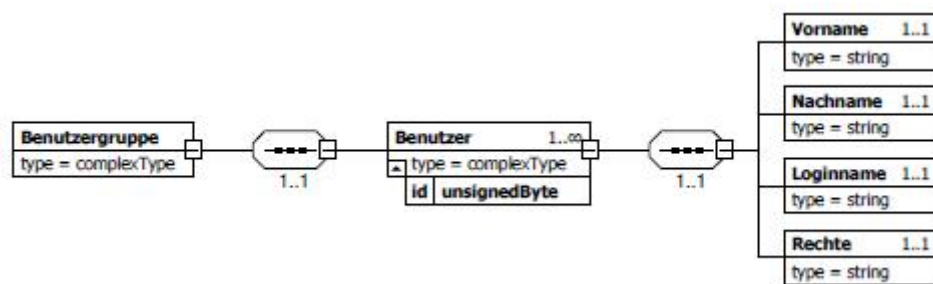 Benutzergruppe
type = complexType
1..1
Benutzer 1..∞
type = complexType
id unsignedByte
1..1
Vorname 1..1
type = string
Nachname 1..1
type = string
Loginname 1..1
type = string
Rechte 1..1
type = string